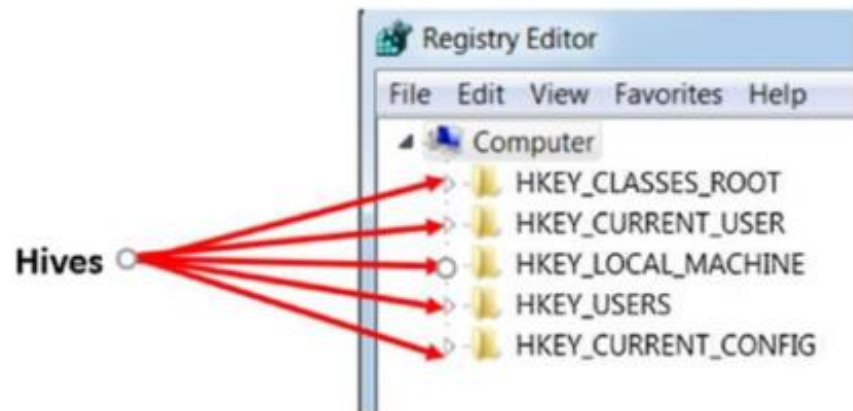 Registry Editor
File Edit View Favorites Help
Computer
HKEY_CLASSES_ROOT
HKEY_CURRENT_USER
Hives
HKEY_LOCAL_MACHINE
HKEY_USERS
HKEY_CURRENT_CONFIG